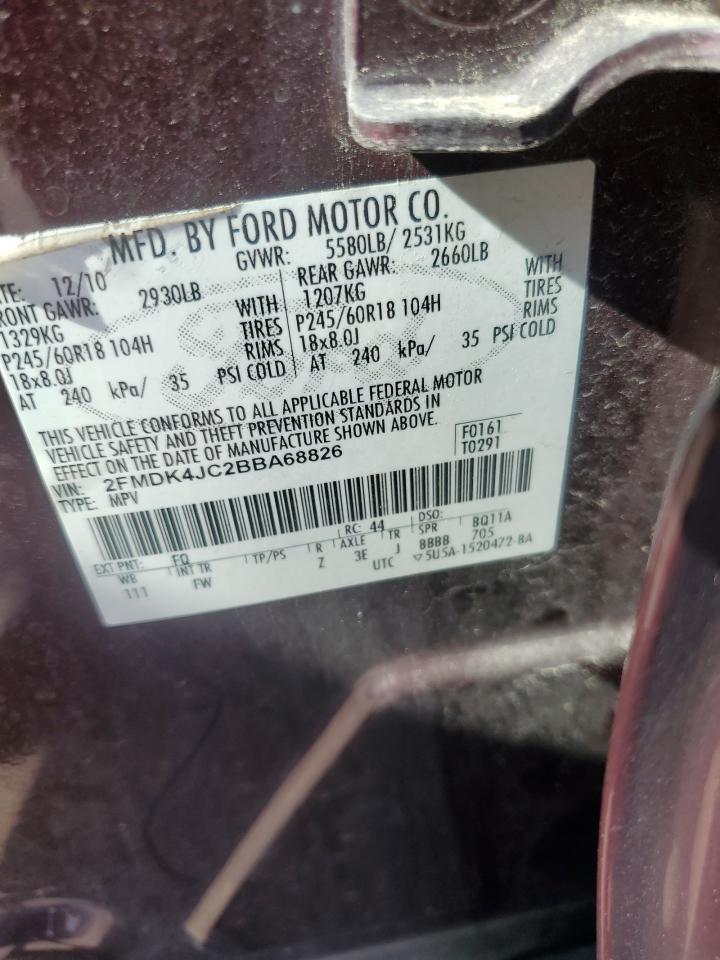 MFD. BY FORD MOTOR CO.
TE: 12/10 GVWR: 5580LB/ 2531KG
RONT GAWR: 2930LB WITH
1329KG TIRES
P245/60R18 104H RIMS
18x8.0J
AT 240 kPa/ 35 PSI COLD
REAR GAWR: 2660LB WITH
1207KG TIRES
P245/60R18 104H RIMS
18x8.0J
AT 240 kPa/ 35 PSI COLD
THIS VEHICLE CONFORMS TO ALL APPLICABLE FEDERAL MOTOR
VEHICLE SAFETY AND THEFT PREVENTION STANDARDS IN
EFFECT ON THE DATE OF MANUFACTURE SHOWN ABOVE.
VIN: 2FMDK4JC2BBA68826
TYPE: MPV
F0161
T0291
EXT PNT: FQ RC: 44 DSO: BQ11A
WB INT TR TP/PS R AXLE TR SPR 705
111 FW Z 3E J BBBB
UTC ▽5U5A-1520472-BA